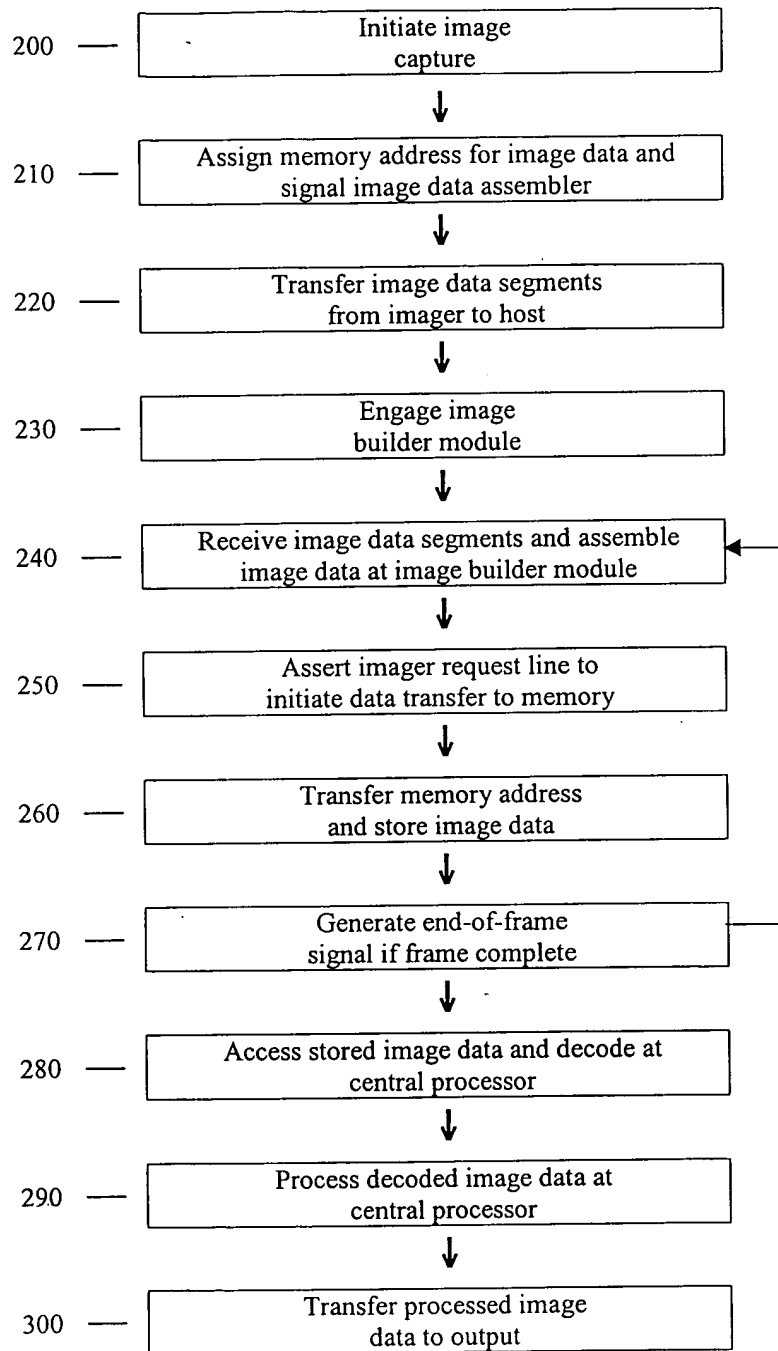 200
Initiate image
capture
210
Assign memory address for image data and
signal image data assembler
220
Transfer image data segments
from imager to host
230
Engage image
builder module
240
Receive image data segments and assemble
image data at image builder module
250
Assert imager request line to
initiate data transfer to memory
260
Transfer memory address
and store image data
270
Generate end-of-frame
signal if frame complete
280
Access stored image data and decode at
central processor
290
Process decoded image data at
central processor
300
Transfer processed image
data to output